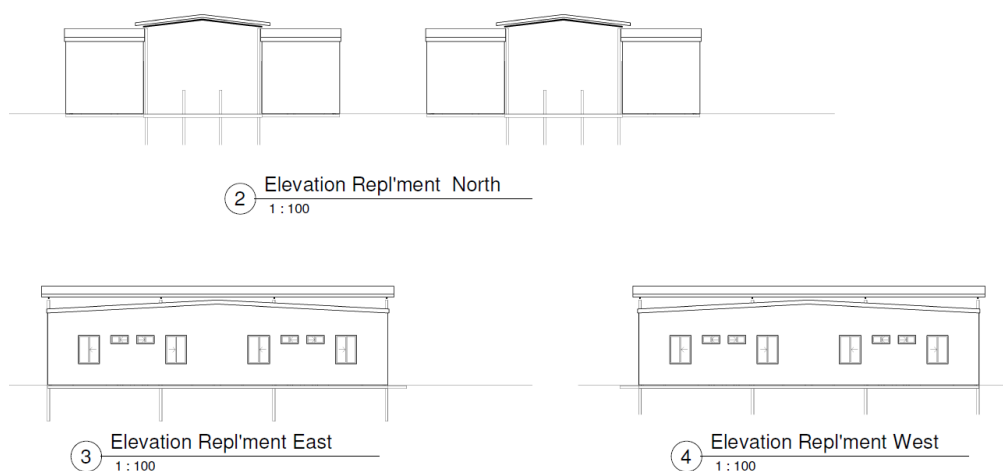 2
Elevation Repl'ment  North
1 : 100
3
Elevation Repl'ment East
1 : 100
4
Elevation Repl'ment West
1 : 100